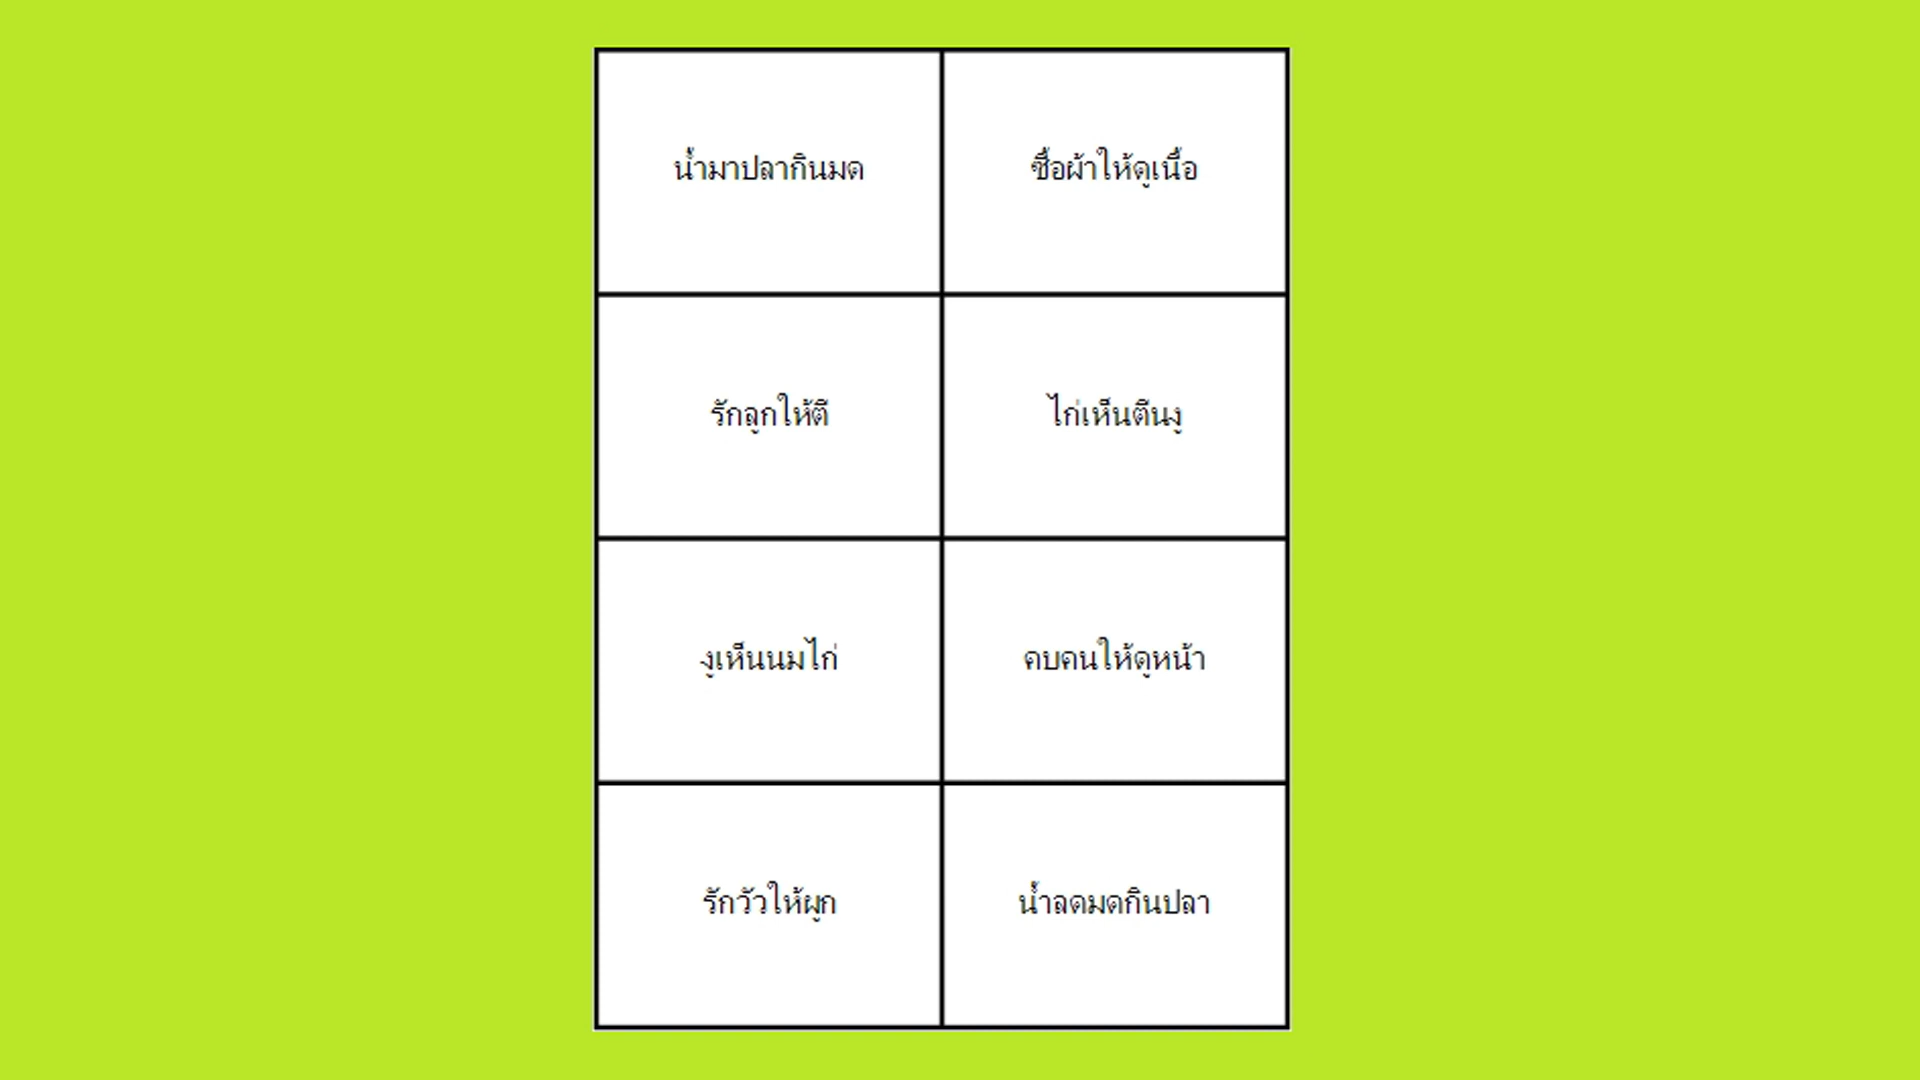 น้ำมาปลากินมด
ซื้อผ้าให้ดูเนื้อ
รักลูกให้ตี
ไก่เห็นตีนงู
งูเห็นนมไก่
คบคนให้ดูหน้า
รักวัวให้ผูก
น้ำลดมดกินปลา